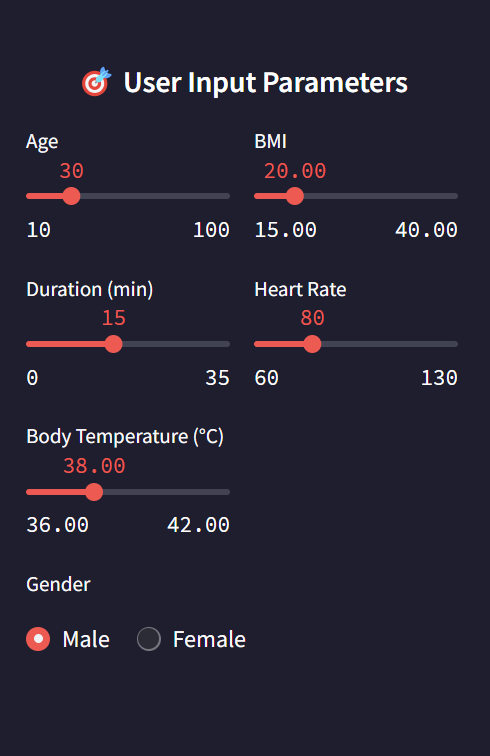 🎯 User Input Parameters
Age BMI
30 20.00
10 100 15.00 40.00
Duration (min) Heart Rate
15 80
0 35 60 130
Body Temperature (°C)
38.00
36.00 42.00
Gender
Male Female